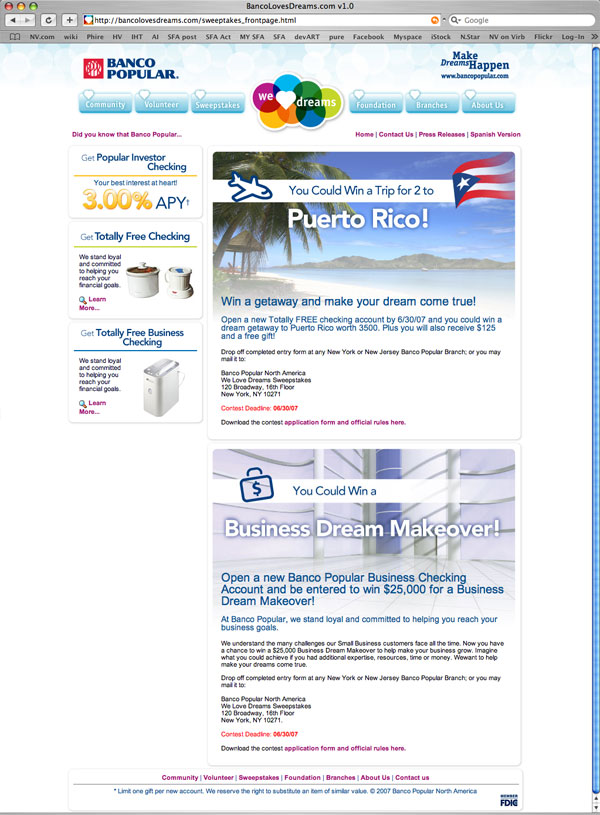 BancoLovesDreams.com v1.0
http://bancolovesdreams.com/sweeptakes_frontpage.html
Google
NV.com wiki Phire HV IHT AI SFA post SFA Act MY SFA SFA devART pure Facebook Myspace iStock N.Star NV on Virb Flickr Log-In »
BANCO
POPULAR.
Make
Dreams Happen
www.bancopopular.com
Community Volunteer Sweepstakes we dreams Foundation Branches About Us
Did you know that Banco Popular...
Home | Contact Us | Press Releases | Spanish Version
Get Popular Investor
Checking
Your best interest at heart!
3.00% APY†
Get Totally Free Checking
We stand loyal
and committed
to helping you
reach your
financial goals.
Learn
More...
Get Totally Free Business
Checking
We stand loyal
and committed
to helping you
reach your
financial goals.
Learn
More...
You Could Win a Trip for 2 to
Puerto Rico!
Win a getaway and make your dream come true!
Open a new Totally FREE checking account by 6/30/07 and you could win a
dream getaway to Puerto Rico worth 3500. Plus you will also receive $125
and a free gift!
Drop off completed entry form at any New York or New Jersey Banco Popular Branch; or you may
mail it to:
Banco Popular North America
We Love Dreams Sweepstakes
120 Broadway, 16th Floor
New York, NY 10271
Contest Deadline: 06/30/07
Download the contest application form and official rules here.
$
You Could Win a
Business Dream Makeover!
Open a new Banco Popular Business Checking
Account and be entered to win $25,000 for a Business
Dream Makeover!
At Banco Popular, we stand loyal and committed to helping you reach your
business goals.
We understand the many challenges our Small Business customers face all the time. Now you have
a chance to win a $25,000 Business Dream Makeover to help make your business grow. Imagine
what you could achieve if you had additional expertise, resources, time or money. Wewant to help
make your dreams come true.
Drop off completed entry form at any New York or New Jersey Banco Popular Branch; or you may
mail it to:
Banco Popular North America
We Love Dreams Sweepstakes
120 Broadway, 16th Floor
New York, NY 10271.
Contest Deadline: 06/30/07
Download the contest application form and official rules here.
Community | Volunteer | Sweepstakes | Foundation | Branches | About Us | Contact us
* Limit one gift per new account. We reserve the right to substitute an item of similar value. © 2007 Banco Popular North America
MEMBER
FDIC